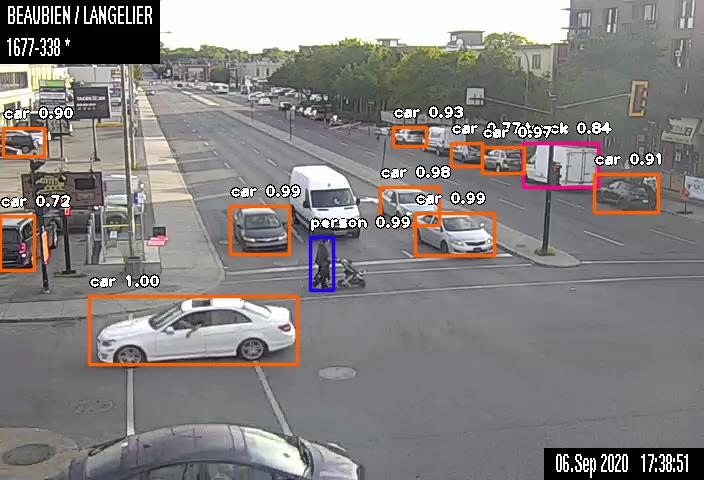 BEAUBIEN / LANGELIER
1677-338 *
car 0.90
car 0.93
car 0.77
car 0.97
truck 0.84
car 0.91
car 0.98
car 0.72
car 0.99
car 0.99
person 0.99
car 1.00
06.Sep 2020 17:38:51